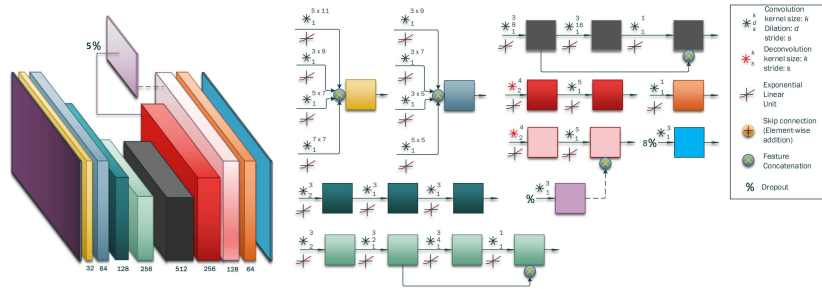 5%
32 64 128 256 512 256 128 64
5 x 11
1
3 x 9
1
5 x 7
1
7 x 7
1
3 x 9
1
3 x 7
1
3 x 5
1
5 x 5
1
3
2
3
1
3
1
3
2
3
2
1
3
4
1
1
3
8
1
3
16
1
1
1
4
2
5
1
1
1
4
2
5
1
8%
3
1
%
3
1
k
d
s
Convolution
kernel size: k
Dilation: d
stride: s
k
s
Deconvolution
kernel size: k
stride: s
Exponential
Linear
Unit
Skip connection
(Element-wise
addition)
Feature
Concatenation
% Dropout